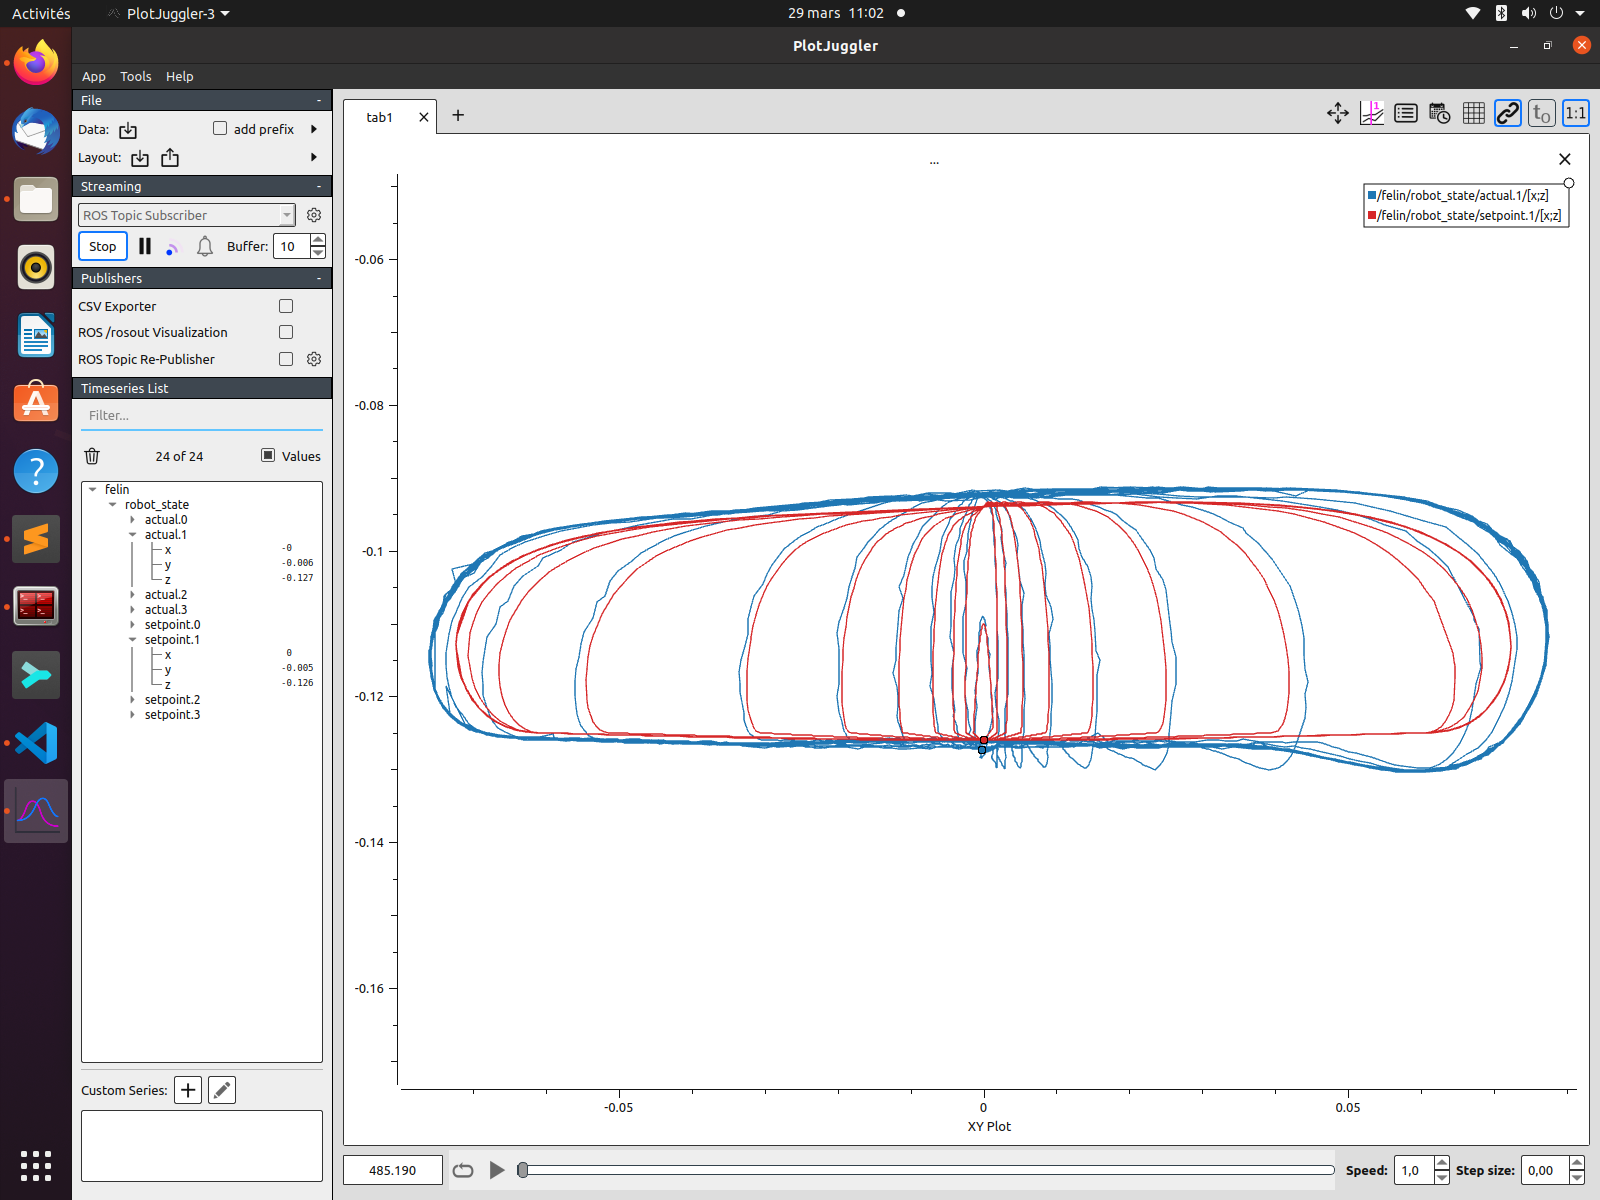 Activités
PlotJuggler-3
29 mars 11:02
PlotJuggler
App Tools Help
File -
Data:
add prefix
Layout:
Streaming -
ROS Topic Subscriber
Stop
Buffer: 10
Publishers -
CSV Exporter
ROS /rosout Visualization
ROS Topic Re-Publisher
Timeseries List
Filter...
24 of 24
Values
felin
robot_state
actual.0
actual.1
x -0
y -0.006
z -0.127
actual.2
actual.3
setpoint.0
setpoint.1
x 0
y -0.005
z -0.126
setpoint.2
setpoint.3
Custom Series:
tab1
1
t0
1:1
...
/felin/robot_state/actual.1/[x;z]
/felin/robot_state/setpoint.1/[x;z]
-0.06
-0.08
-0.1
-0.12
-0.14
-0.16
-0.05
0
0.05
XY Plot
485.190
Speed: 1,0
Step size: 0,00